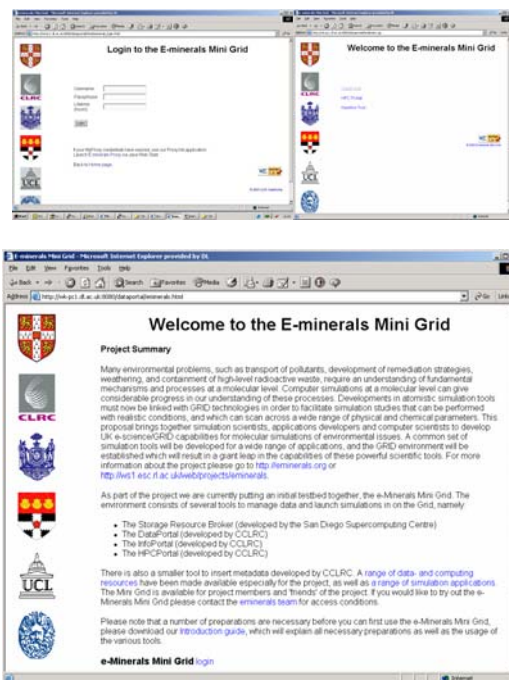 Login to the E-minerals Mini Grid
Username
Passphrase
Lifetime
(hours)
Login
Back to Home page
CLRC
UCL
Welcome to the E-minerals Mini Grid
HPCPortal
CLRC
UCL
E-minerals Mini Grid - Microsoft Internet Explorer provided by DL
File Edit View Favorites Tools Help
Back Search Favorites Media
Address Go Links
Welcome to the E-minerals Mini Grid
Project Summary
Many environmental problems, such as transport of pollutants, development of remediation strategies,
weathering, and containment of high-level radioactive waste, require an understanding of fundamental
mechanisms and processes at a molecular level. Computer simulations at a molecular level can give
considerable progress in our understanding of these processes. Developments in atomistic simulation tools
must now be linked with GRID technologies in order to facilitate simulation studies that can be performed
with realistic conditions, and which can scan across a wide range of physical and chemical parameters. This
proposal brings together simulation scientists, applications developers and computer scientists to develop
UK e-science/GRID capabilities for molecular simulations of environmental issues. A common set of
simulation tools will be developed for a wide range of applications, and the GRID environment will be
established which will result in a giant leap in the capabilities of these powerful scientific tools. For more
information about the project please go to http://eminerals.org or
http://ws1.esc.rl.ac.uk/web/projects/eminerals.
As part of the project we are currently putting an initial testbed together, the e-Minerals Mini Grid. The
environment consists of several tools to manage data and launch simulations in on the Grid, namely
• The Storage Resource Broker (developed by the San Diego Supercomputing Centre)
• The DataPortal (developed by CCLRC)
• The InfoPortal (developed by CCLRC)
• The HPCPortal (developed by CCLRC)
There is also a smaller tool to insert metadata developed by CCLRC. A range of data- and computing
resources have been made available especially for the project, as well as a range of simulation applications.
The Mini Grid is available for project members and 'friends' of the project. If you would like to try out the e-
Minerals Mini Grid please contact the eminerals team for access conditions.
Please note that a number of preparations are necessary before you can first use the e-Minerals Mini Grid,
please download our Introduction guide, which will explain all necessary preparations as well as the usage of
the various tools.
e-Minerals Mini Grid login
CLRC
UCL
Internet